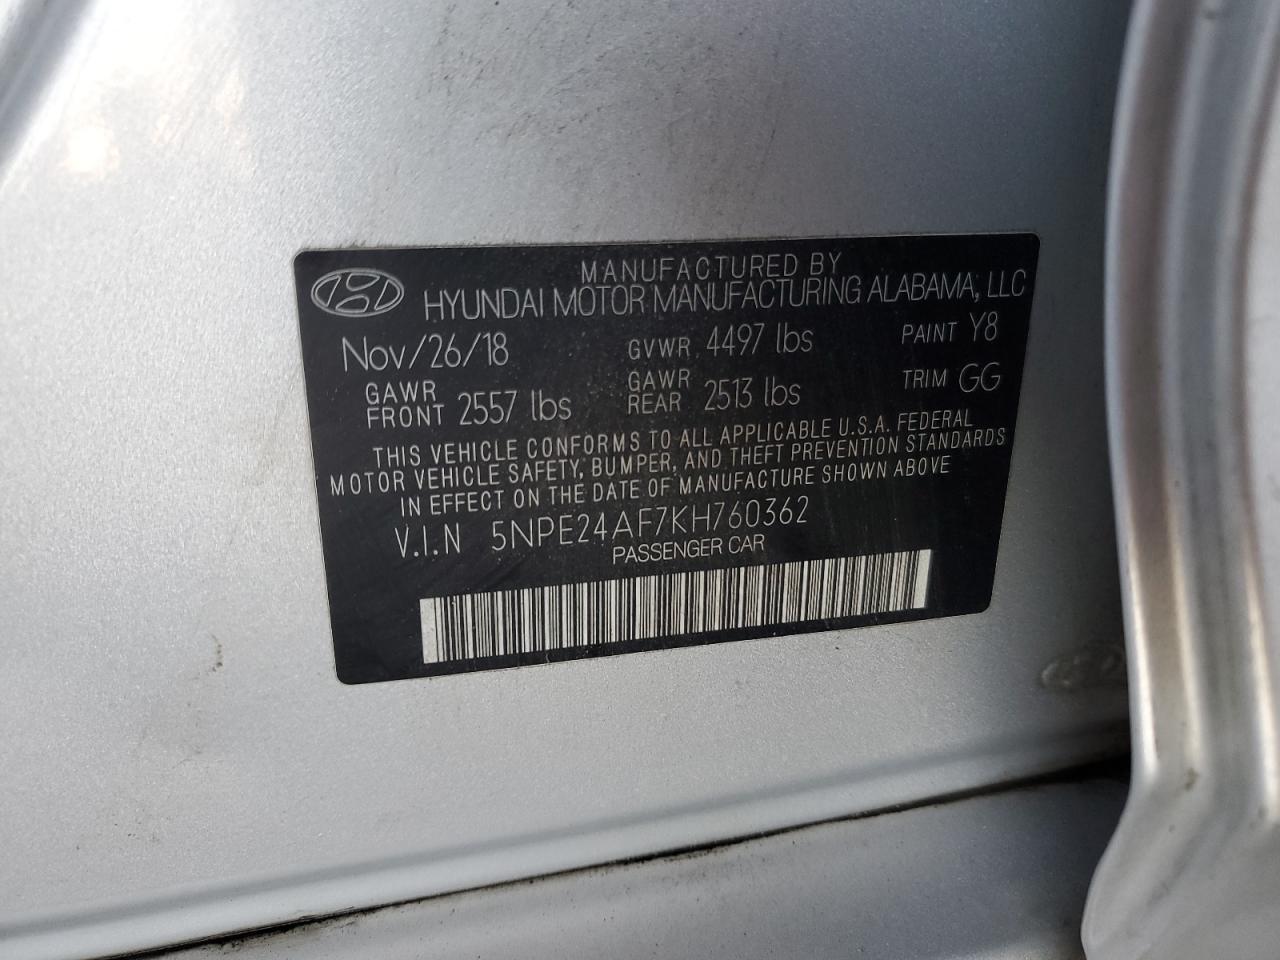 MANUFACTURED BY
HYUNDAI MOTOR MANUFACTURING ALABAMA, LLC
Nov/26/18 GVWR 4497 lbs PAINT Y8
GAWR FRONT 2557 lbs GAWR REAR 2513 lbs TRIM GG
THIS VEHICLE CONFORMS TO ALL APPLICABLE U.S.A. FEDERAL
MOTOR VEHICLE SAFETY, BUMPER, AND THEFT PREVENTION STANDARDS
IN EFFECT ON THE DATE OF MANUFACTURE SHOWN ABOVE
V.I.N 5NPE24AF7KH760362
PASSENGER CAR